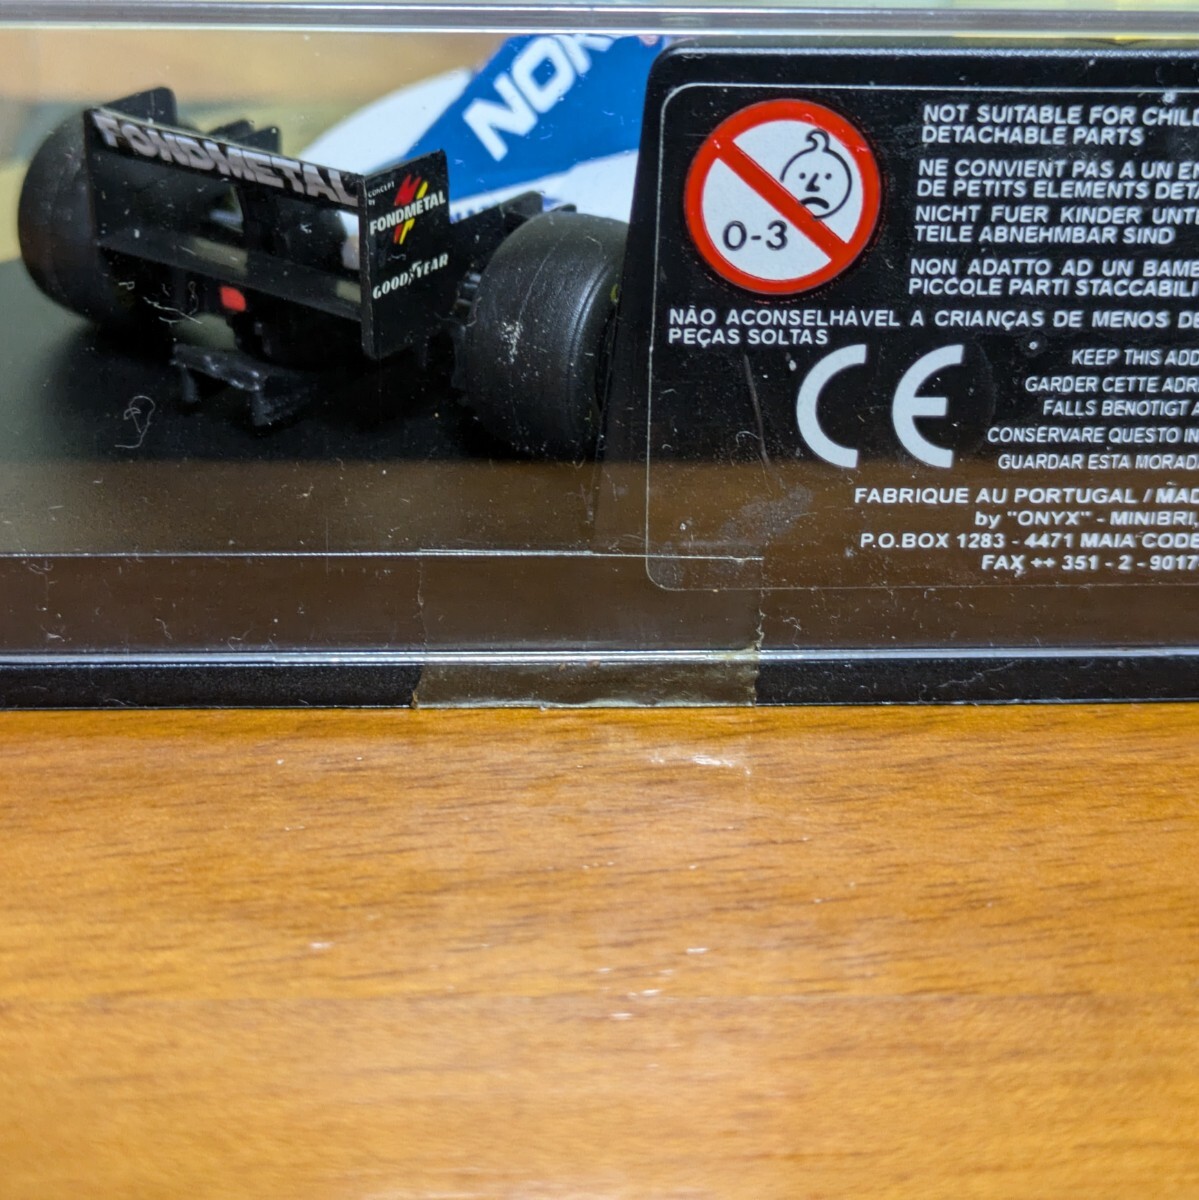 NOK
FONDMETAL
CONCEPT
by
FONDMETAL
GOODYEAR
0-3
NOT SUITABLE FOR CHILD
DETACHABLE PARTS
NE CONVIENT PAS A UN EN
DE PETITS ELEMENTS DET
NICHT FUER KINDER UNT
TEILE ABNEHMBAR SIND
NON ADATTO AD UN BAMB
PICCOLE PARTI STACCABILI
NÃO ACONSELHÁVEL A CRIANÇAS DE MENOS DE
PEÇAS SOLTAS
CE
KEEP THIS ADD
GARDER CETTE ADR
FALLS BENOTIGT A
CONSERVARE QUESTO IN
GUARDAR ESTA MORAD
FABRIQUE AU PORTUGAL / MAD
by "ONYX" - MINIBRI
P.O.BOX 1283 - 4471 MAIA CODE
FAX ++ 351 - 2 - 9017